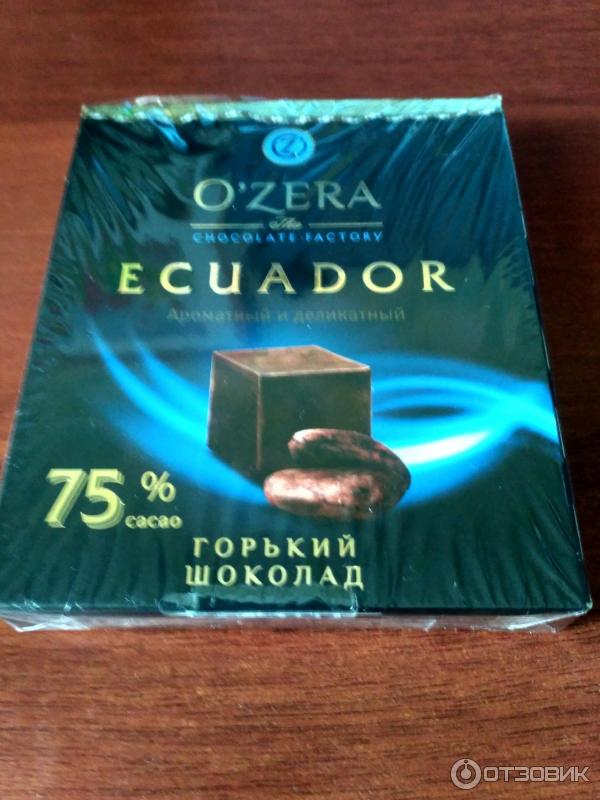 O'ZERA
The
CHOCOLATE FACTORY
ECUADOR
Ароматный и деликатный
75%
cacao
ГОРЬКИЙ
ШОКОЛАД
ОТЗОВИК